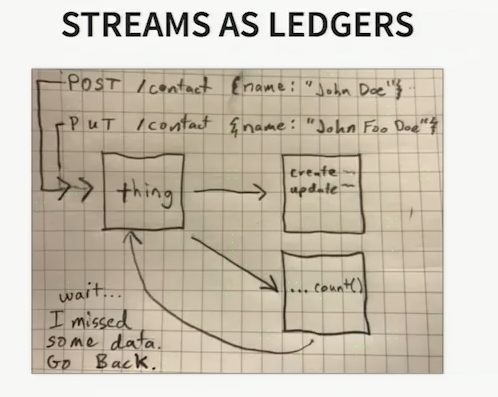 STREAMS AS LEDGERS
POST /contact {name: "John Doe"}
PUT /contact {name: "John Foo Doe"}
thing
create
update
... count()
wait...
I missed
some data.
Go Back.